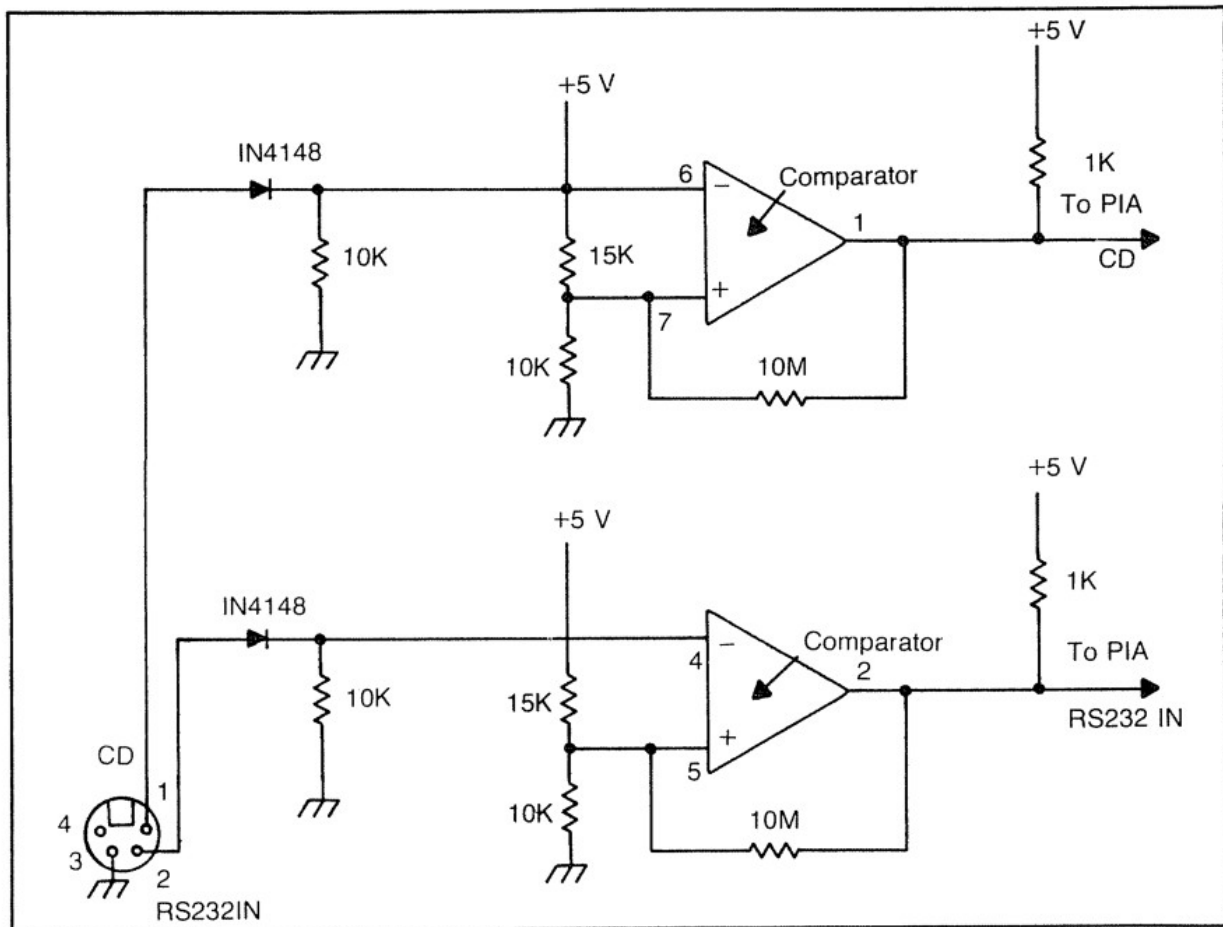 +5 V
+5 V
IN4148
6
−
Comparator
1
1K
To PIA
CD
10K
15K
+
7
10K
10M
+5 V
+5 V
IN4148
4
−
Comparator
2
1K
To PIA
RS232 IN
10K
15K
+
5
10K
10M
CD
1
4
3
2
RS232IN